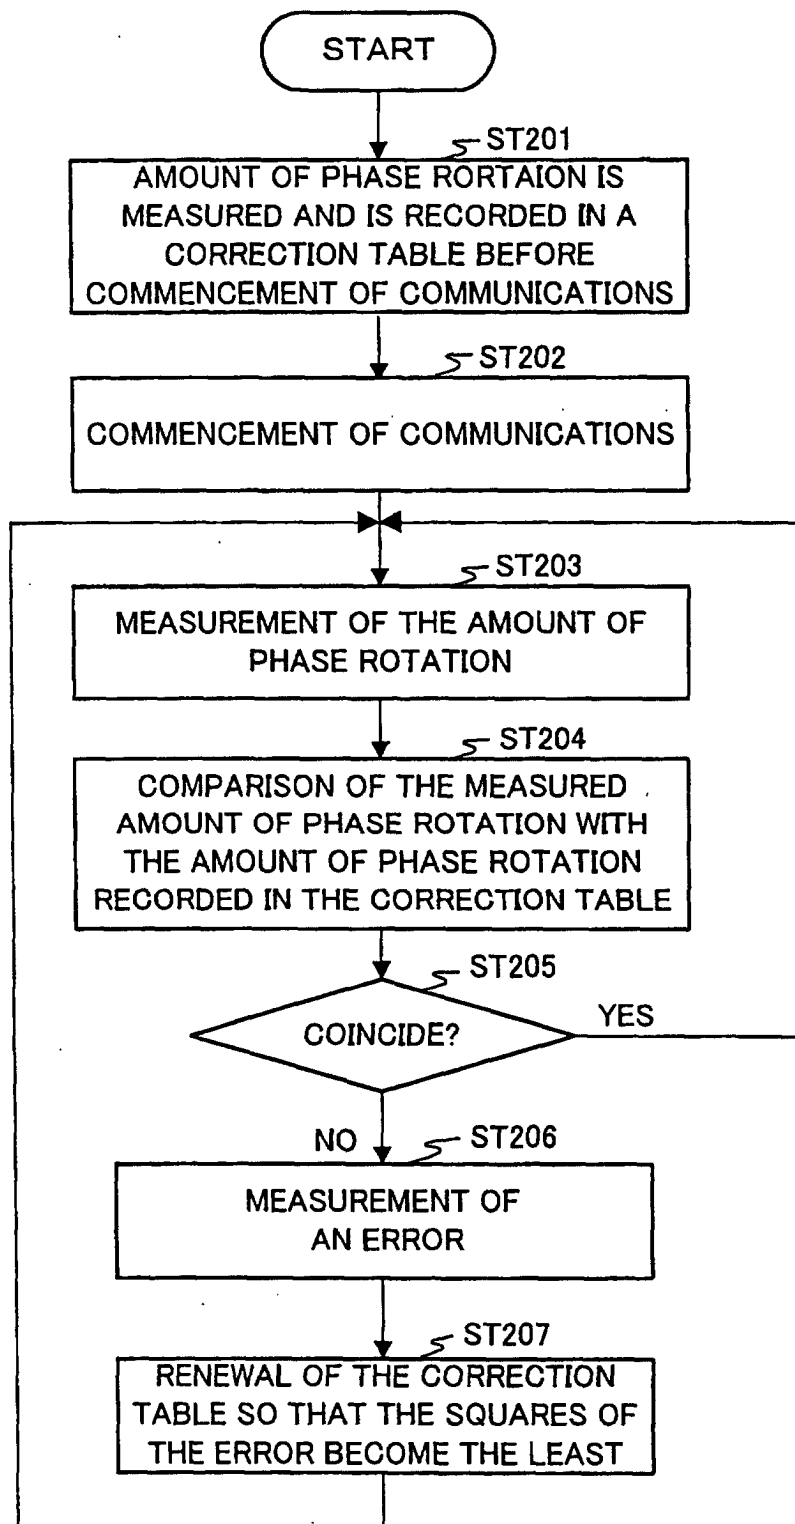 START
ST201
AMOUNT OF PHASE RORTAION IS
MEASURED AND IS RECORDED IN A
CORRECTION TABLE BEFORE
COMMENCEMENT OF COMMUNICATIONS
ST202
COMMENCEMENT OF COMMUNICATIONS
ST203
MEASUREMENT OF THE AMOUNT OF
PHASE ROTATION
ST204
COMPARISON OF THE MEASURED
AMOUNT OF PHASE ROTATION WITH
THE AMOUNT OF PHASE ROTATION
RECORDED IN THE CORRECTION TABLE
ST205
COINCIDE?
YES
NO
ST206
MEASUREMENT OF
AN ERROR
ST207
RENEWAL OF THE CORRECTION
TABLE SO THAT THE SQUARES OF
THE ERROR BECOME THE LEAST